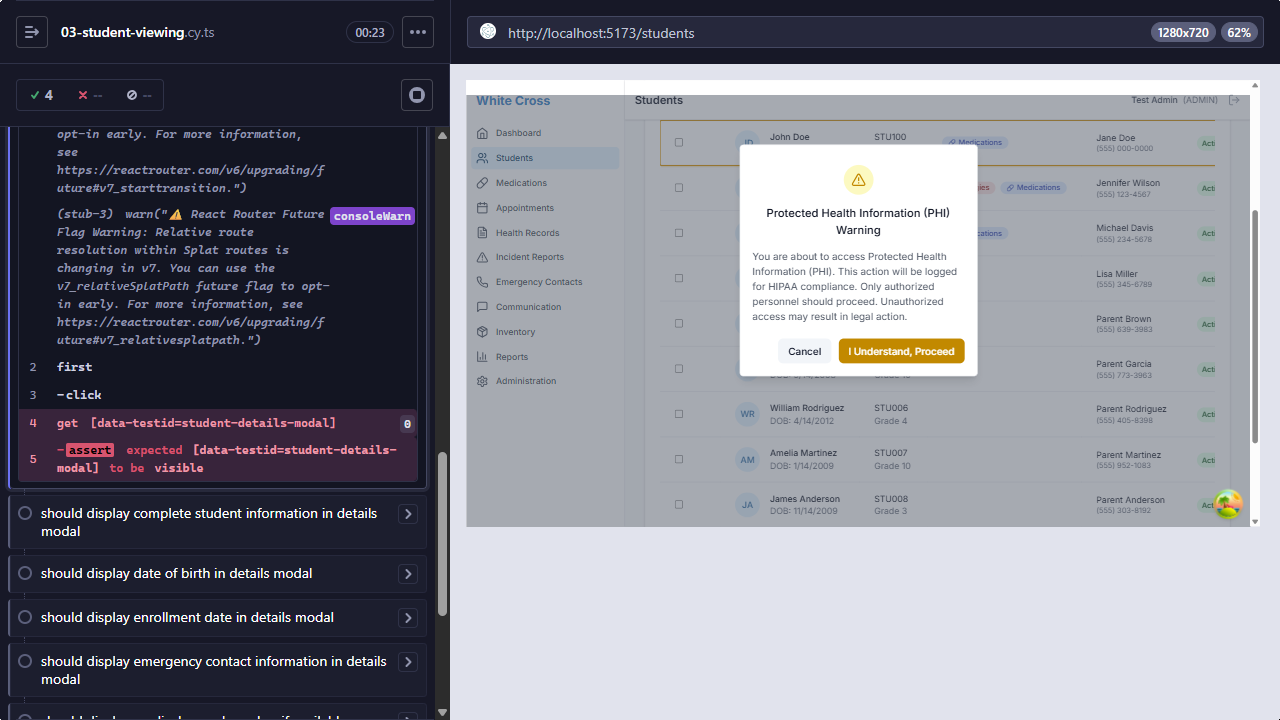 03-student-viewing.cy.ts
00:23
4
--
--
opt-in early. For more information,
see
https://reactrouter.com/v6/upgrading/f
uture#v7_starttransition.")
(stub-3) warn("⚠️ React Router Future
consoleWarn
Flag Warning: Relative route
resolution within Splat routes is
changing in v7. You can use the
v7_relativeSplatPath future flag to opt-
in early. For more information, see
https://reactrouter.com/v6/upgrading/f
uture#v7_relativesplatpath.")
2 first
3 -click
4 get [data-testid=student-details-modal] 0
5 -assert expected [data-testid=student-details-
modal] to be visible
should display complete student information in details
modal
should display date of birth in details modal
should display enrollment date in details modal
should display emergency contact information in details
modal
http://localhost:5173/students
1280x720
62%
White Cross
Dashboard
Students
Medications
Appointments
Health Records
Incident Reports
Emergency Contacts
Communication
Inventory
Reports
Administration
Students
Test Admin (ADMIN)
John Doe STU100 Medications Jane Doe
(555) 000-0000 Acti
Medications Jennifer Wilson
(555) 123-4567 Acti
Michael Davis
(555) 234-5678 Acti
Lisa Miller
(555) 345-6789 Acti
Parent Brown
(555) 639-3983 Acti
Parent Garcia
(555) 773-3963 Acti
WR William Rodriguez STU006 Parent Rodriguez
DOB: 4/14/2012 Grade 4 (555) 405-8398 Acti
AM Amelia Martinez STU007 Parent Martinez
DOB: 1/14/2009 Grade 10 (555) 952-1083 Acti
JA James Anderson STU008 Parent Anderson
DOB: 11/14/2009 Grade 3 (555) 303-8192 Acti
Protected Health Information (PHI)
Warning
You are about to access Protected Health
Information (PHI). This action will be logged
for HIPAA compliance. Only authorized
personnel should proceed. Unauthorized
access may result in legal action.
Cancel
I Understand, Proceed